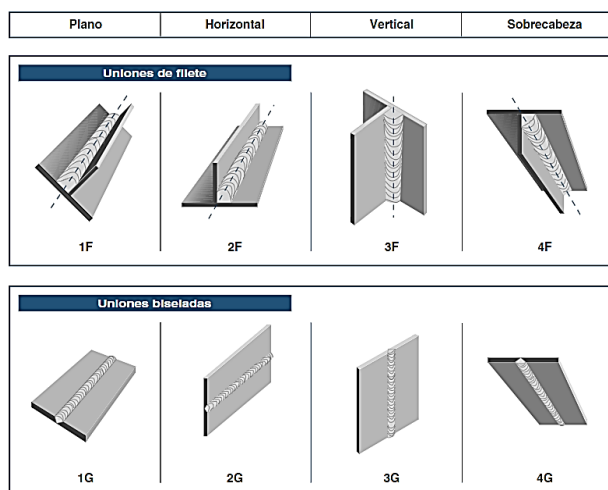 Plano Horizontal Vertical Sobrecabeza
Uniones de filete
1F 2F 3F 4F
Uniones biseladas
1G 2G 3G 4G